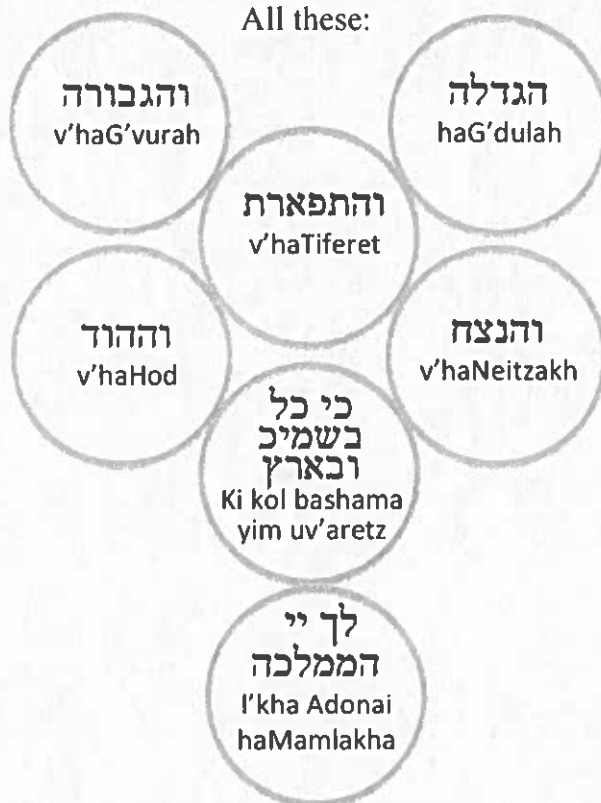 All these:
הגדלה
haG'dulah
והגבורה
v'haG'vurah
והתפארת
v'haTiferet
והנצח
v'haNeitzakh
וההוד
v'haHod
כי כל
בשמיכ
ובארץ
Ki kol bashama
yim uv'aretz
לך יי
הממלכה
l'kha Adonai
haMamlakha